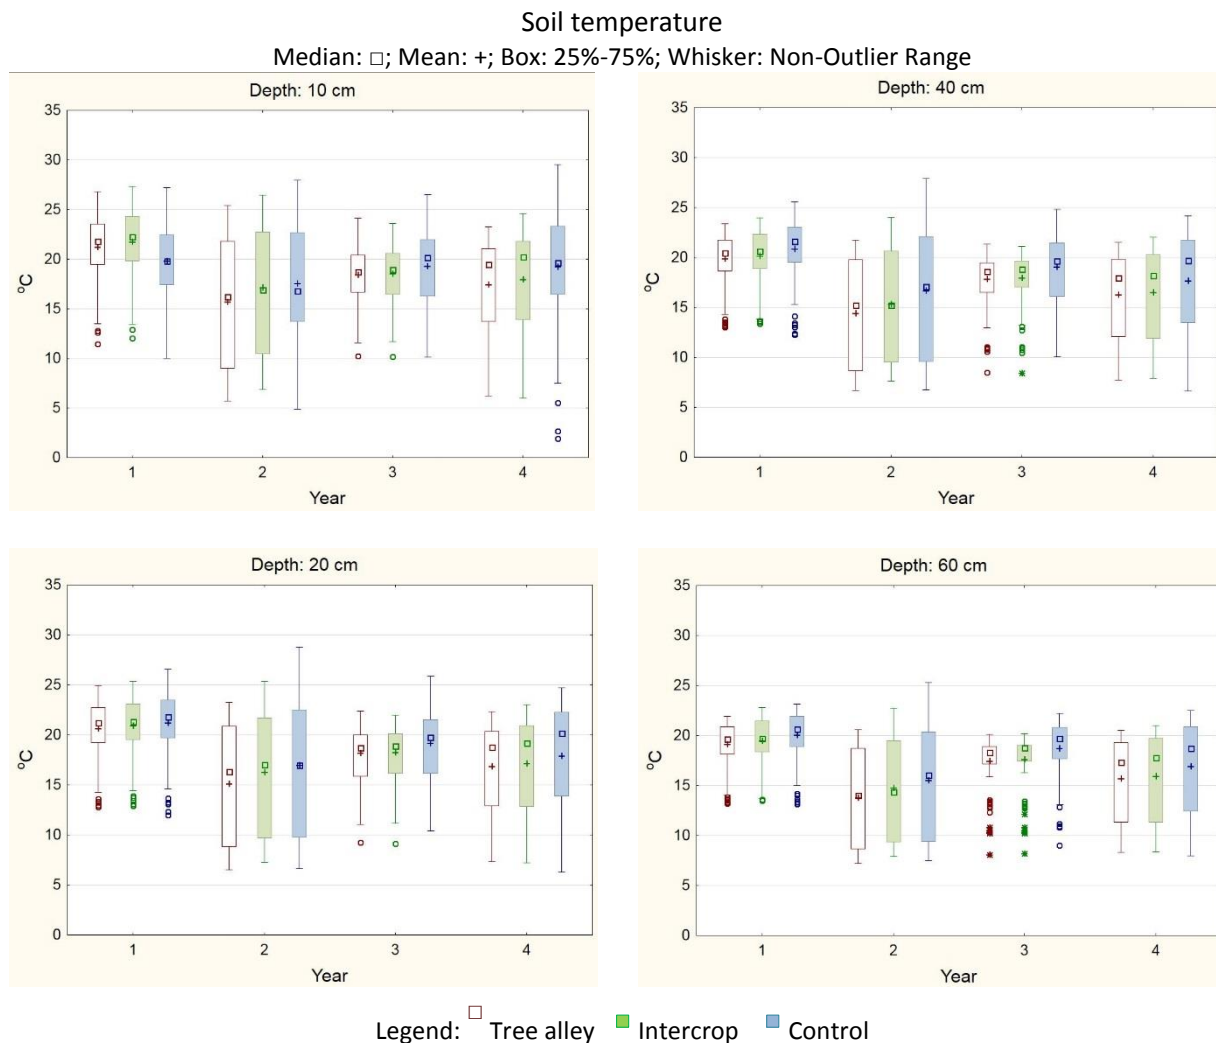 Soil temperature
Median: □; Mean: +; Box: 25%-75%; Whisker: Non-Outlier Range
Depth: 10 cm
35
30
25
20
15
10
5
0
ºC
1 2 3 4
Year
Depth: 40 cm
35
30
25
20
15
10
5
0
ºC
1 2 3 4
Year
Depth: 20 cm
35
30
25
20
15
10
5
0
ºC
1 2 3 4
Year
Depth: 60 cm
35
30
25
20
15
10
5
0
ºC
1 2 3 4
Year
Legend: Tree alley Intercrop Control